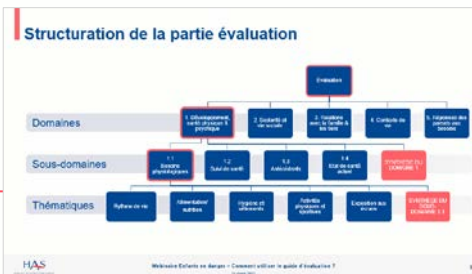 Structuration de la partie évaluation
Evaluation
Domaines
1. Développement,
santé physique &
psychique
2. Scolarité et
vie sociale
3. Relations
avec la famille &
les tiers
4. Contexte de
vie
5. Réponses des
parents aux
besoins
Sous-domaines
1.1
Besoins
physiologiques
1.2
Suivi de santé
1.3
Antécédents
1.4
Etat de santé
actuel
SYNTHESE DU
DOMAINE 1
Thématiques
Rythme de vie
Alimentation/
nutrition
Hygiène et
vêtements
Activités
physiques et
sportives
Exposition aux
écrans
SYNTHESE DU
SOUS-
DOMAINE 1.1
HAS
Webinaire Enfants en danger – Comment utiliser le guide d'évaluation ?